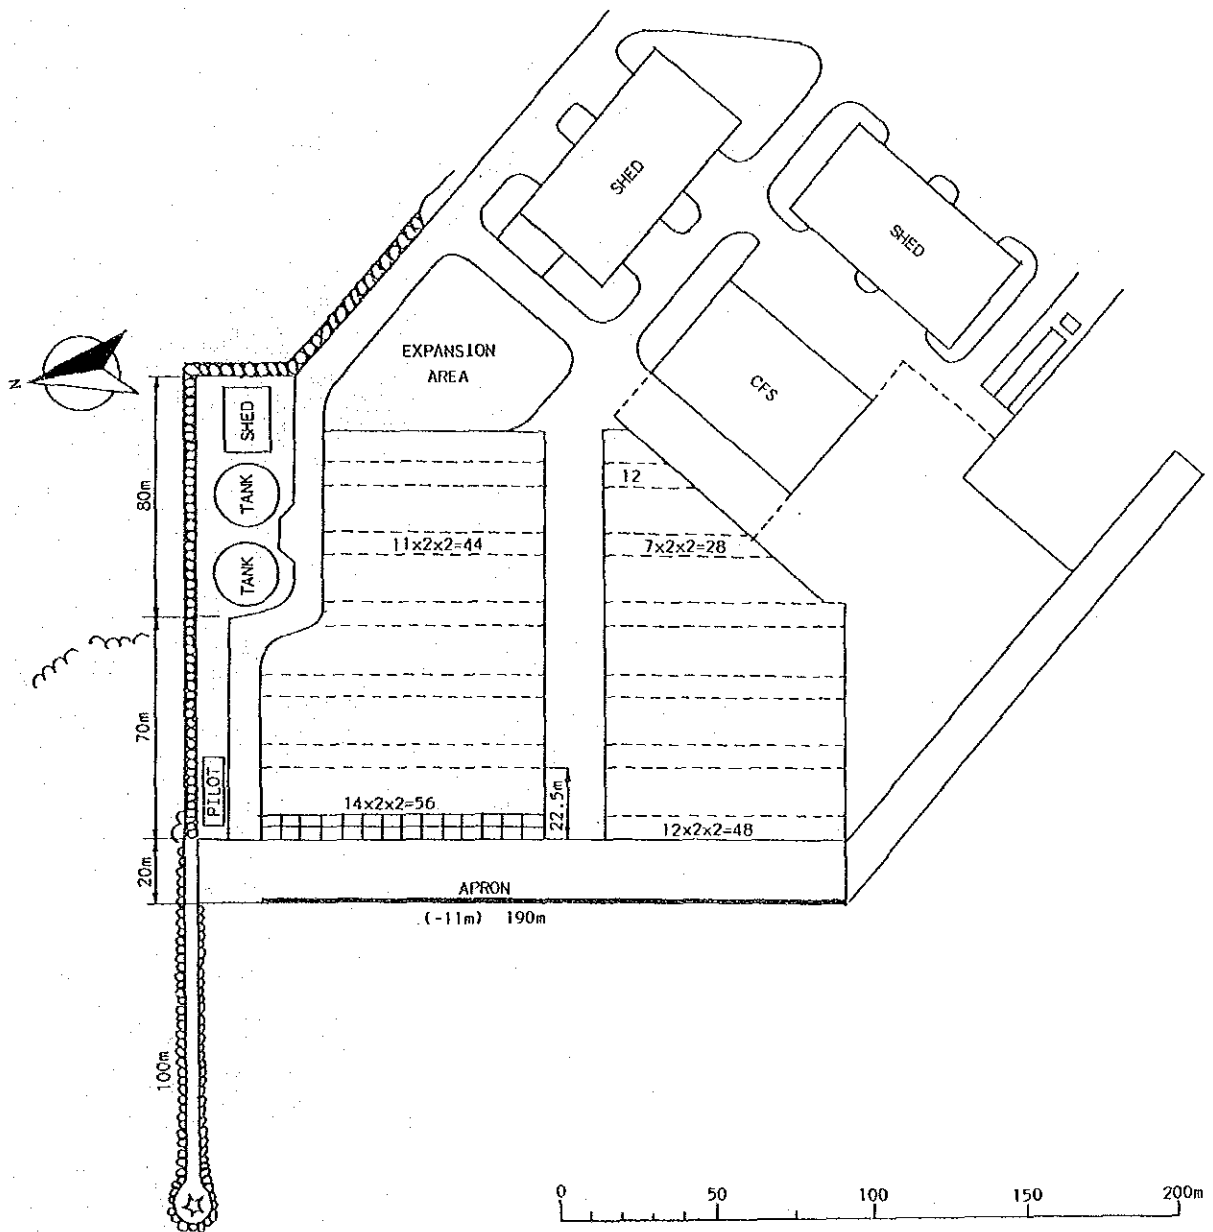 SHED
SHED
N
EXPANSION
AREA
CFS
SHED
80m
TANK
12
11x2x2=44
7x2x2=28
TANK
70m
PILOT
22.5m
14x2x2=56
12x2x2=48
20m
APRON
(-11m) 190m
100m
0 50 100 150 200m